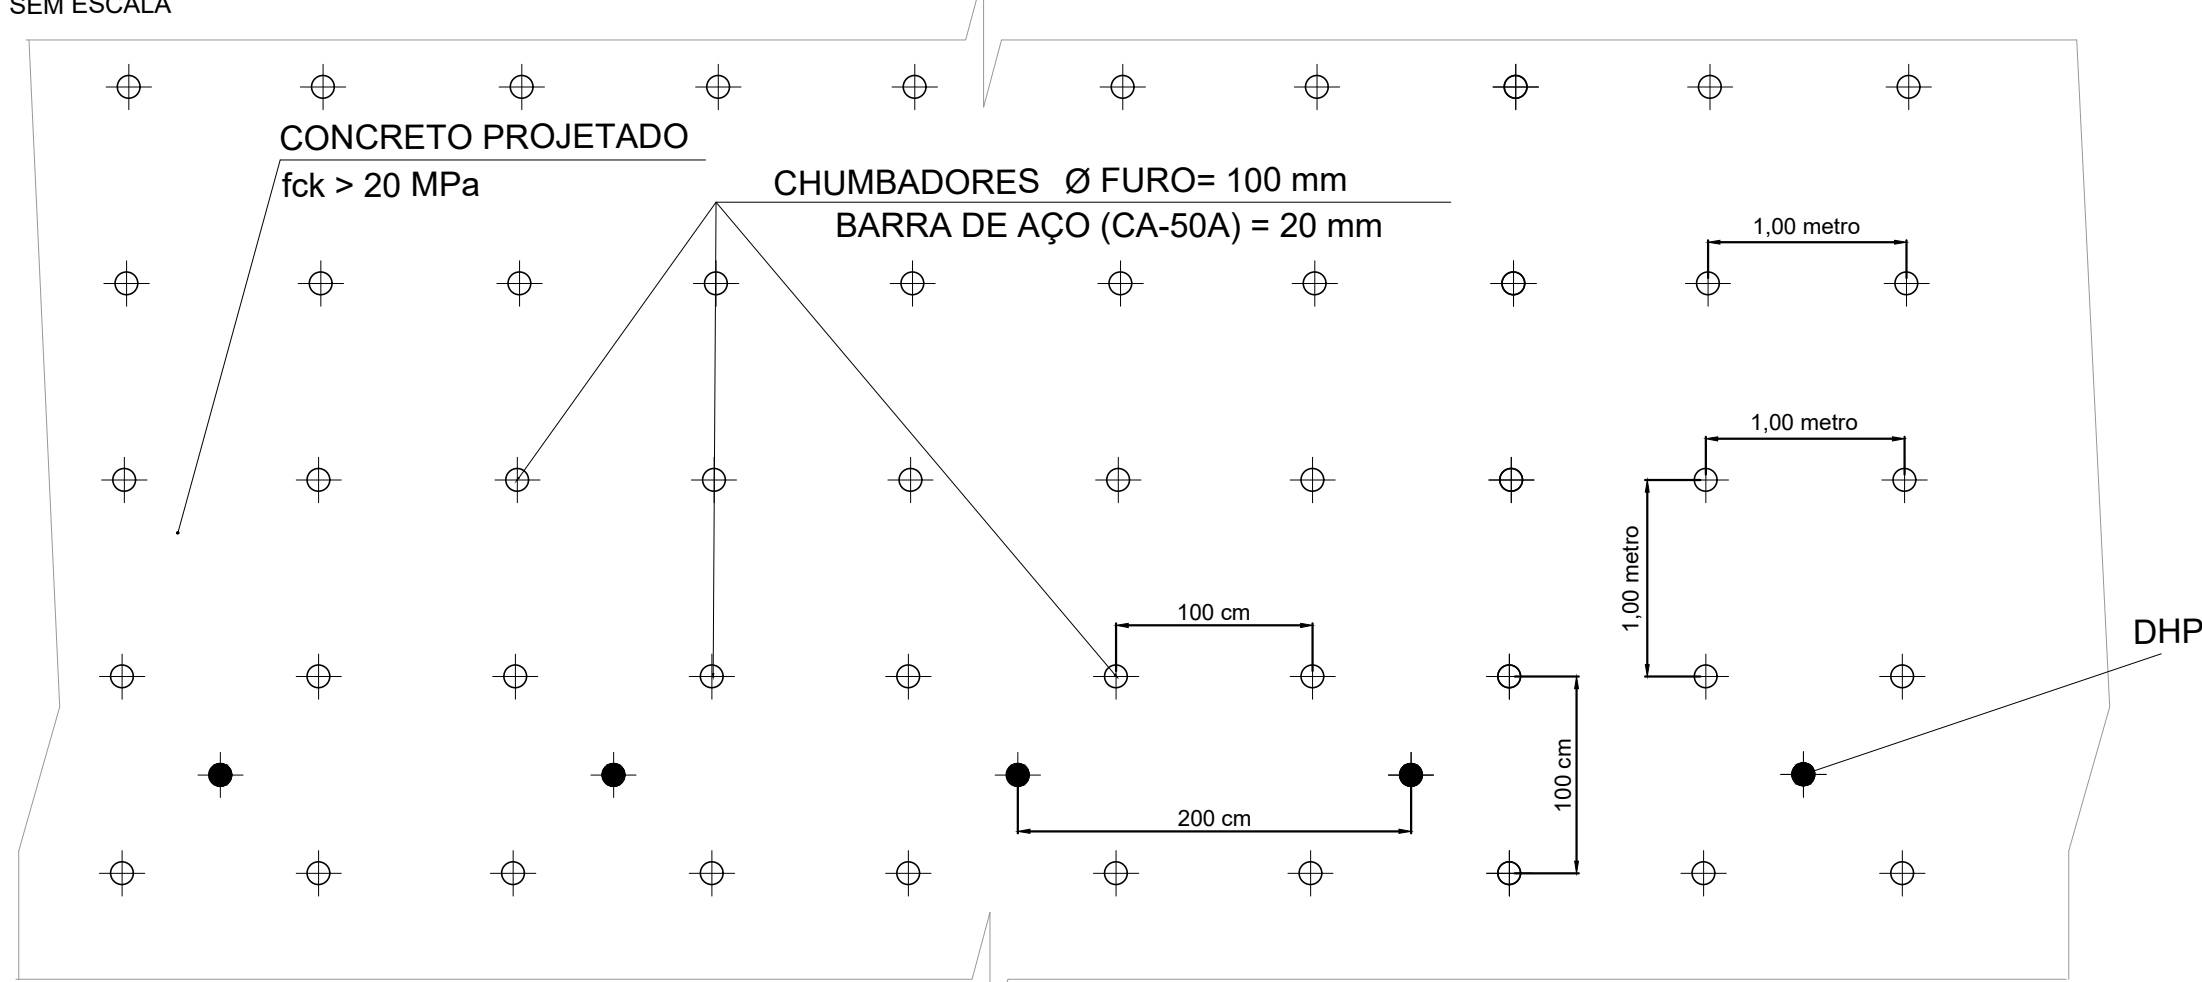 SEM ESCALA
CONCRETO PROJETADO
fck > 20 MPa
CHUMBADORES Ø FURO= 100 mm
BARRA DE AÇO (CA-50A) = 20 mm
1,00 metro
1,00 metro
1,00 metro
100 cm
DHP
100 cm
200 cm